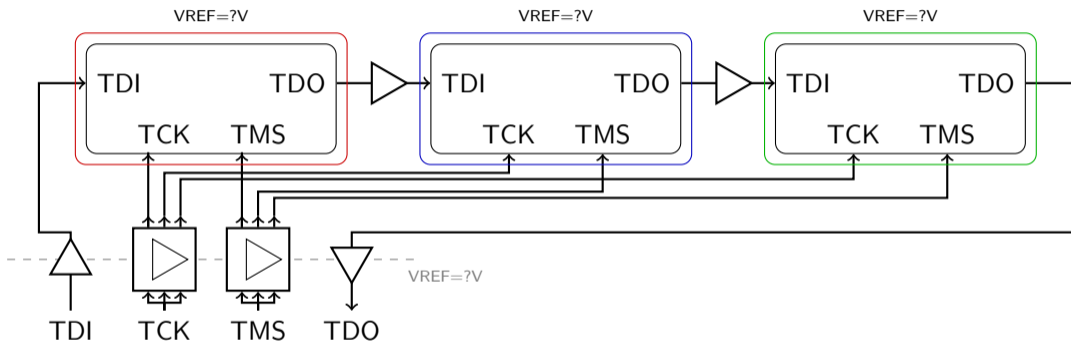 VREF=?V VREF=?V VREF=?V
TDI TDO TDI TDO TDI TDO
TCK TMS TCK TMS TCK TMS
VREF=?V
TDI TCK TMS TDO